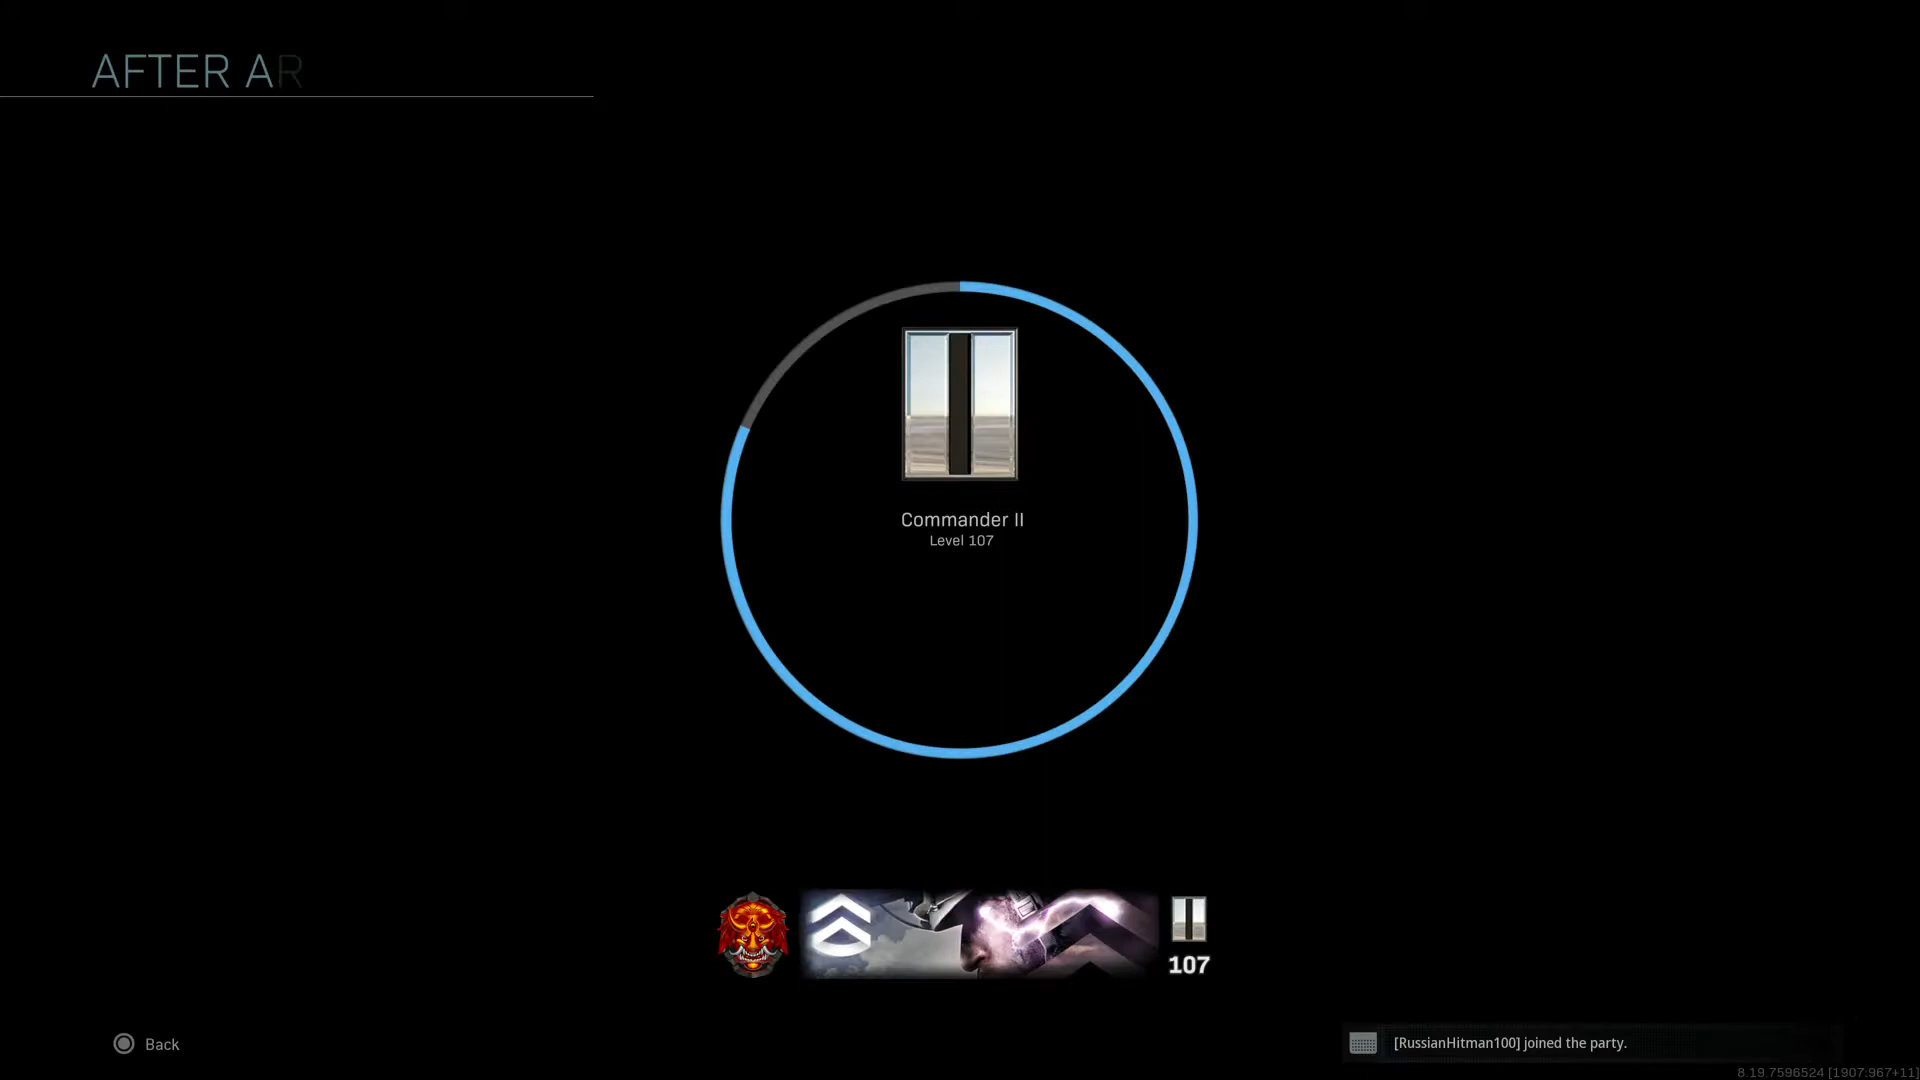 AFTER AR
Commander II
Level 107
107
Back
[RussianHitman100] joined the party.
8.19.7596524 [1907:967+11]